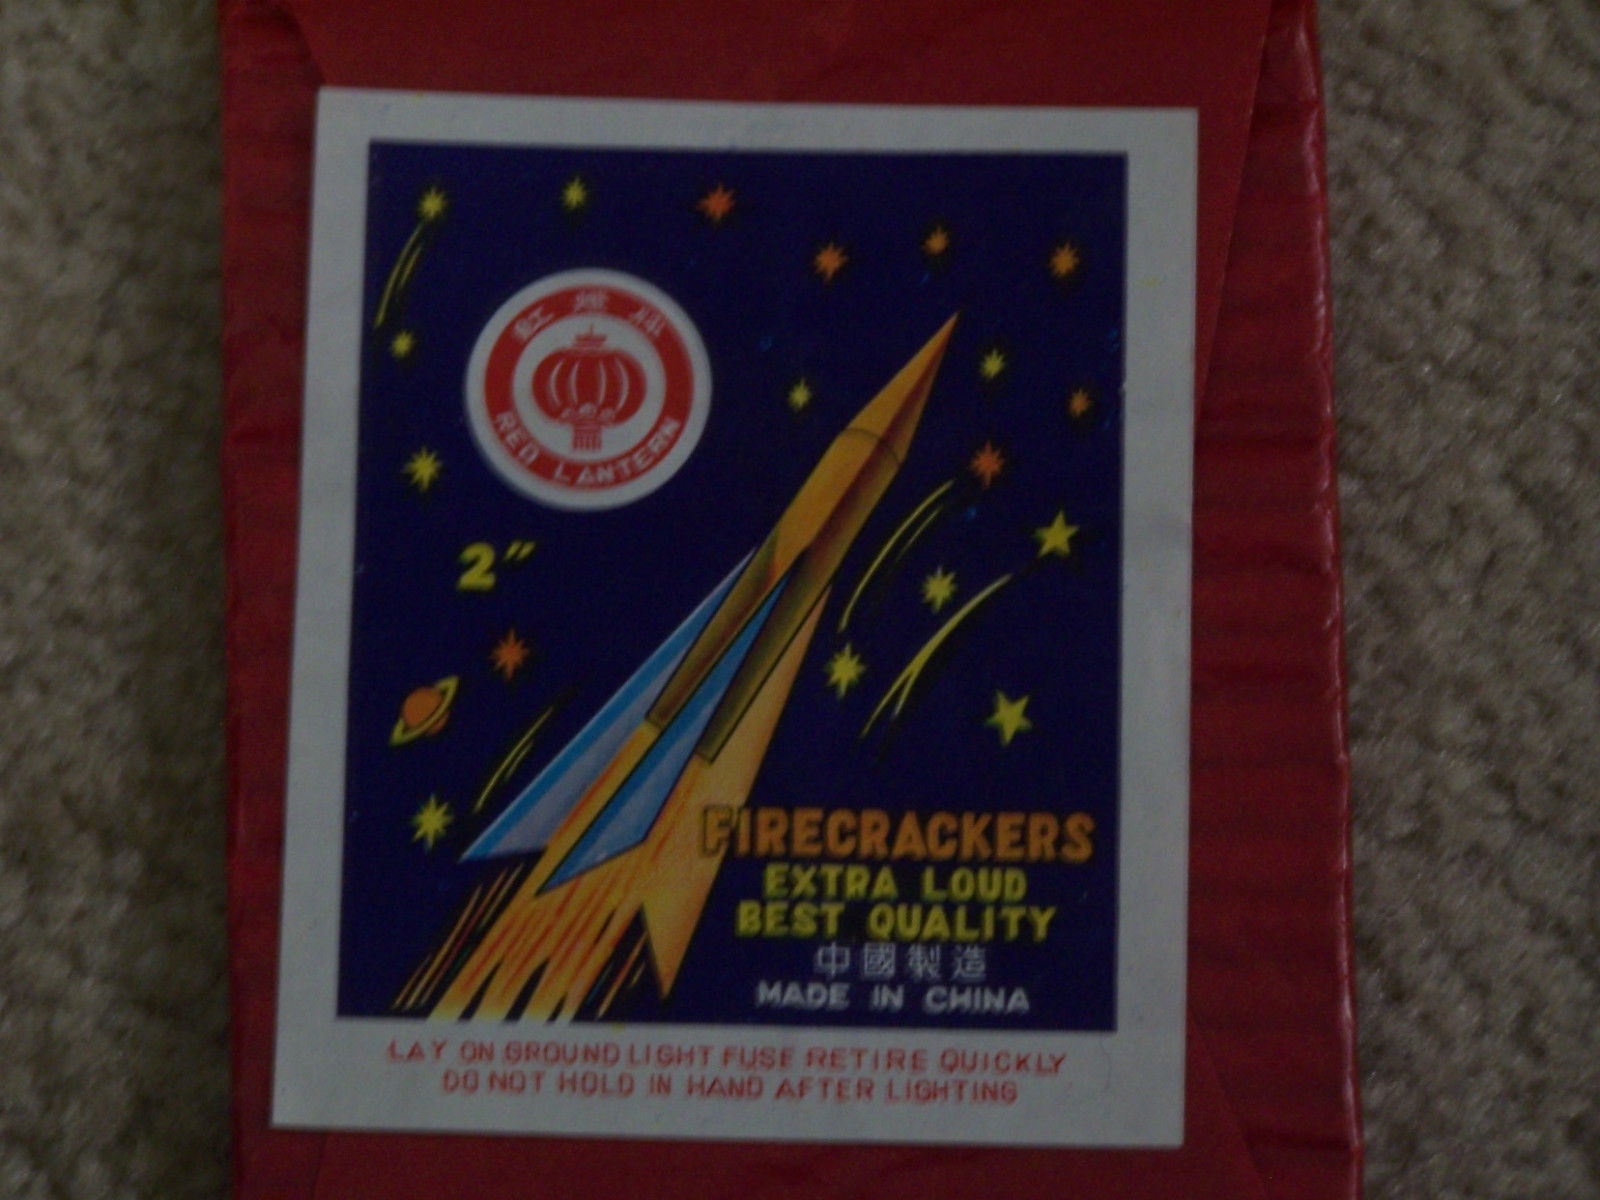 紅燈牌
RED LANTERN
2"
FIRECRACKERS
EXTRA LOUD
BEST QUALITY
中國製造
MADE IN CHINA
LAY ON GROUND LIGHT FUSE RETIRE QUICKLY
DO NOT HOLD IN HAND AFTER LIGHTING